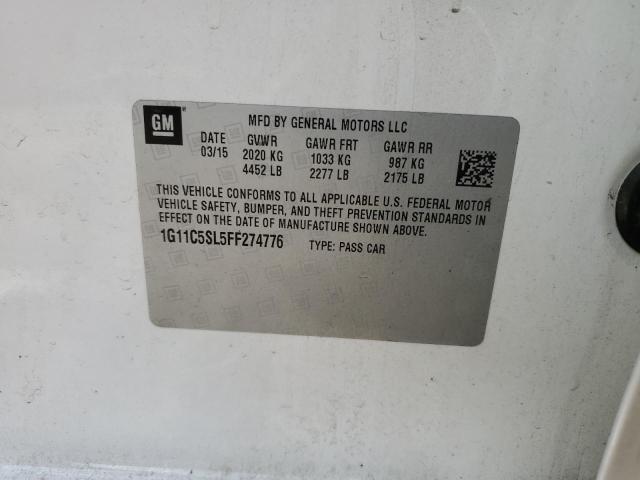 GM
MFD BY GENERAL MOTORS LLC
DATE GVWR GAWR FRT GAWR RR
03/15 2020 KG 1033 KG 987 KG
4452 LB 2277 LB 2175 LB
THIS VEHICLE CONFORMS TO ALL APPLICABLE U.S. FEDERAL MOTOR
VEHICLE SAFETY, BUMPER, AND THEFT PREVENTION STANDARDS IN
EFFECT ON THE DATE OF MANUFACTURE SHOWN ABOVE.
1G11C5SL5FF274776 TYPE: PASS CAR